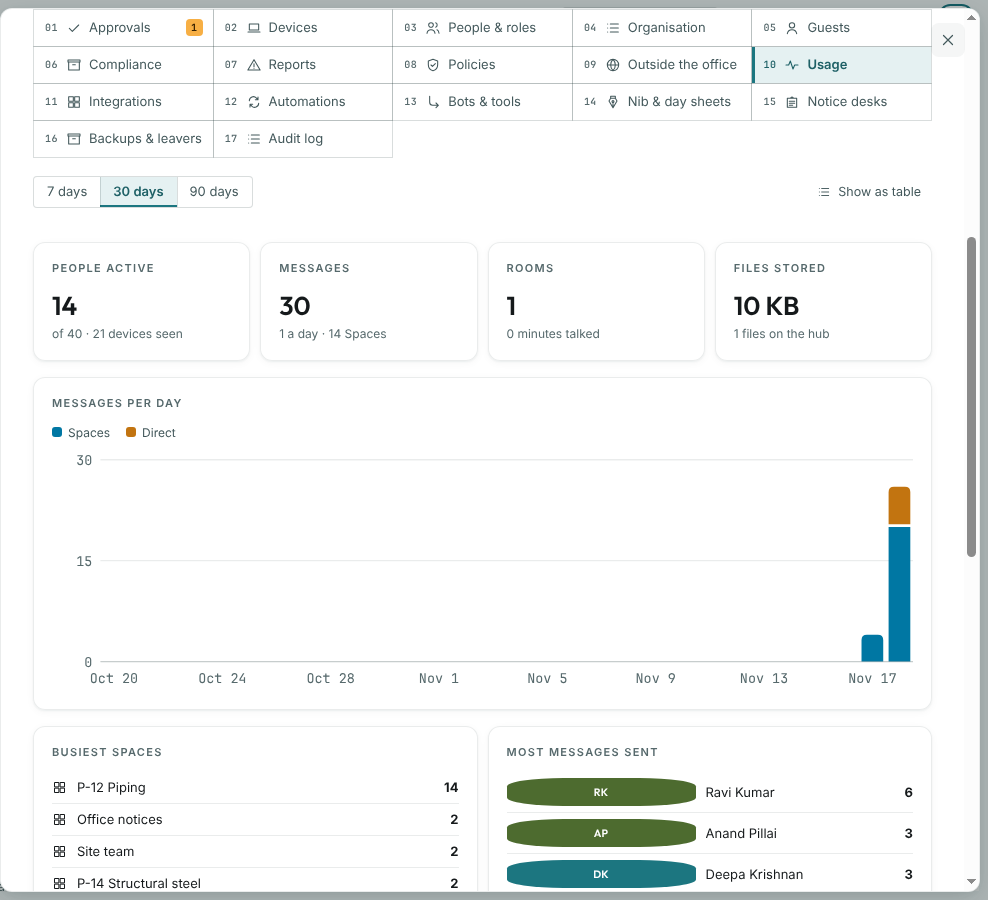 01 Approvals 1 02 Devices 03 People & roles 04 Organisation 05 Guests
06 Compliance 07 Reports 08 Policies 09 Outside the office 10 Usage
11 Integrations 12 Automations 13 Bots & tools 14 Nib & day sheets 15 Notice desks
16 Backups & leavers 17 Audit log
7 days 30 days 90 days Show as table
PEOPLE ACTIVE
14
of 40 · 21 devices seen
MESSAGES
30
1 a day · 14 Spaces
ROOMS
1
0 minutes talked
FILES STORED
10 KB
1 files on the hub
MESSAGES PER DAY
Spaces Direct
30
15
0
Oct 20 Oct 24 Oct 28 Nov 1 Nov 5 Nov 9 Nov 13 Nov 17
BUSIEST SPACES
P-12 Piping 14
Office notices 2
Site team 2
P-14 Structural steel 2
MOST MESSAGES SENT
RK Ravi Kumar 6
AP Anand Pillai 3
DK Deepa Krishnan 3